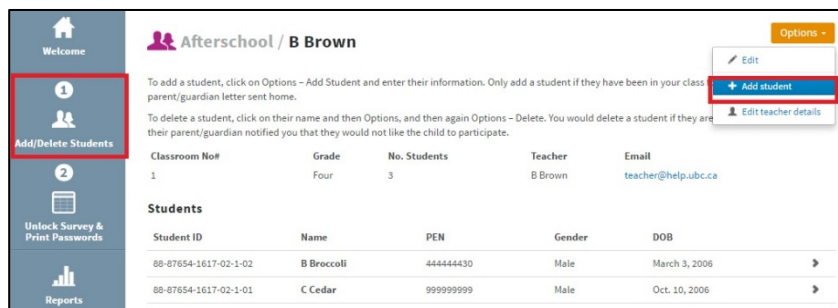 Welcome
1
Add/Delete Students
2
Unlock Survey &
Print Passwords
Reports
Afterschool / B Brown
Options
Edit
Add student
Edit teacher details
To add a student, click on Options – Add Student and enter their information. Only add a student if they have been in your class
parent/guardian letter sent home.
To delete a student, click on their name and then Options, and then again Options – Delete. You would delete a student if they are
their parent/guardian notified you that they would not like the child to participate.
Classroom No# Grade No. Students Teacher Email
1 Four 3 B Brown teacher@help.ubc.ca
Students
Student ID Name PEN Gender DOB
88-87654-1617-02-1-02 B Broccoli 444444430 Male March 3, 2006
88-87654-1617-02-1-01 C Cedar 999999999 Male Oct. 10, 2006